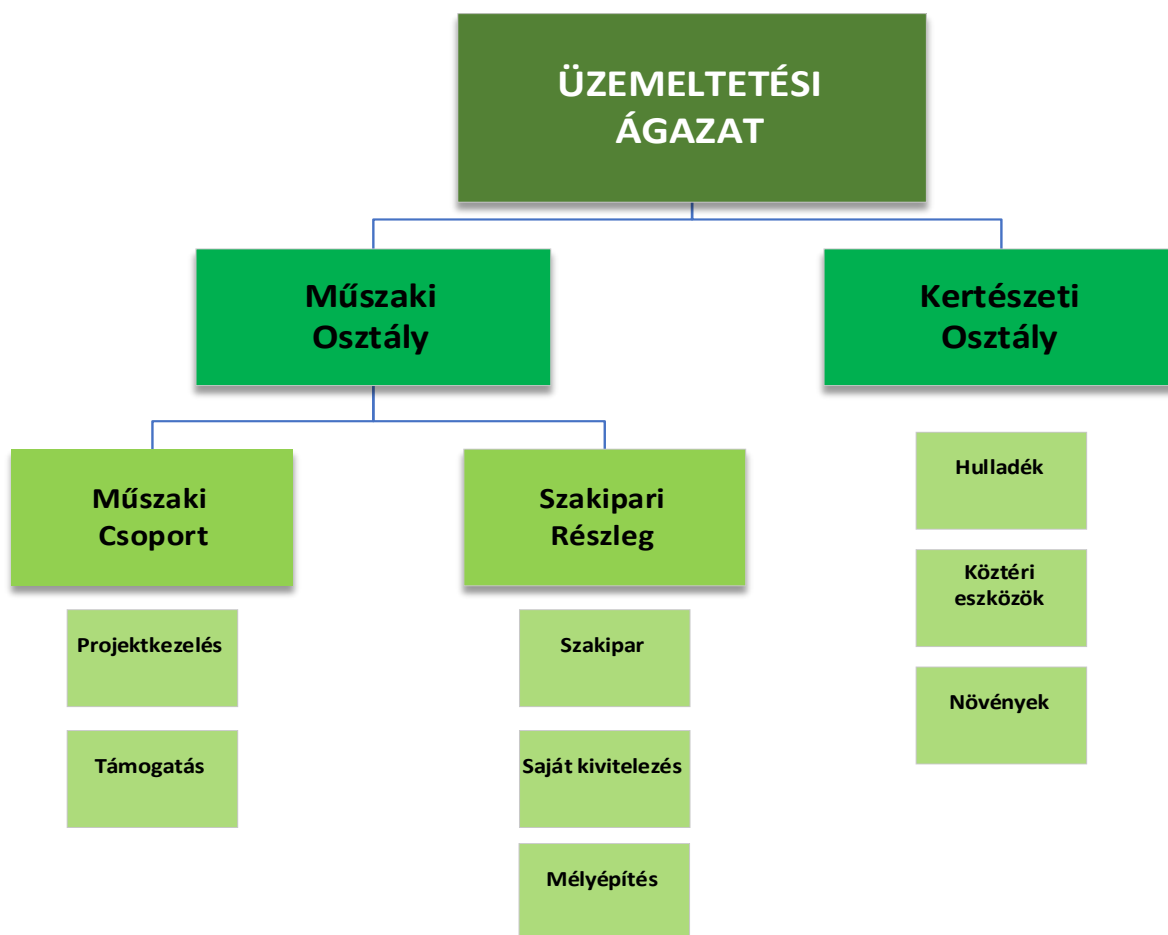 ÜZEMELTETÉSI
ÁGAZAT
Műszaki
Osztály
Kertészeti
Osztály
Műszaki
Csoport
Szakipari
Részleg
Hulladék
Köztéri
eszközök
Növények
Projektkezelés
Támogatás
Szakipar
Saját kivitelezés
Mélyépítés